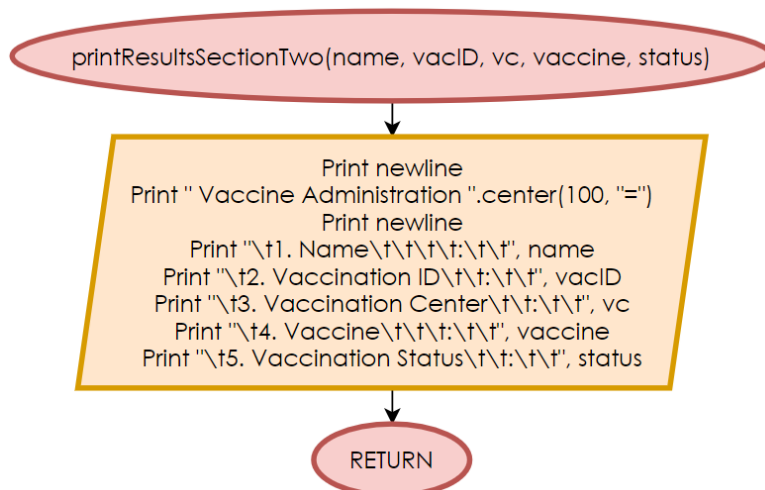 printResultsSectionTwo(name, vacID, vc, vaccine, status)
Print newline
Print " Vaccine Administration ".center(100, "=")
Print newline
Print "\t1. Name\t\t\t\t:\t\t", name
Print "\t2. Vaccination ID\t\t:\t\t", vacID
Print "\t3. Vaccination Center\t\t:\t\t", vc
Print "\t4. Vaccine\t\t\t:\t\t", vaccine
Print "\t5. Vaccination Status\t\t:\t\t", status
RETURN